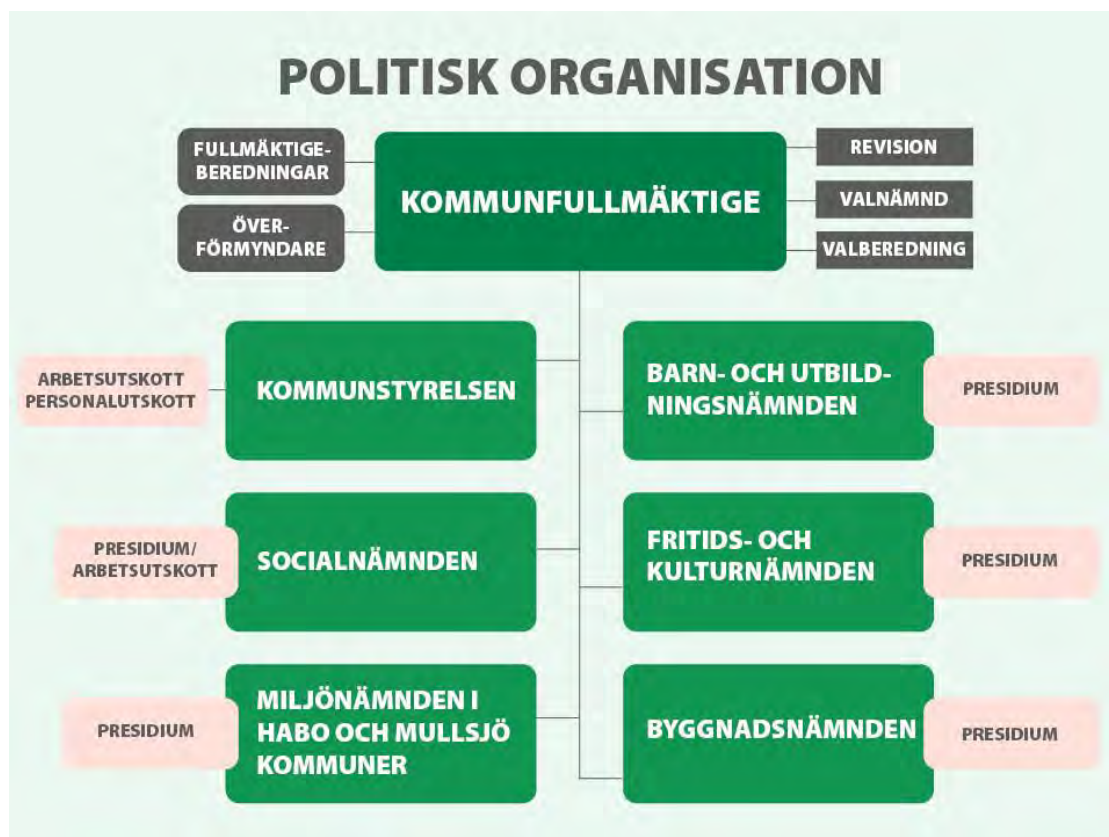 POLITISK ORGANISATION
FULLMÄKTIGE-
BEREDNINGAR
ÖVER-
FÖRMYNDARE
KOMMUNFULLMÄKTIGE
REVISION
VALNÄMND
VALBEREDNING
ARBETSUTSKOTT
PERSONALUTSKOTT
KOMMUNSTYRELSEN
BARN- OCH UTBILD-
NINGSNÄMNDEN
PRESIDIUM
PRESIDIUM/
ARBETSUTSKOTT
SOCIALNÄMNDEN
FRITIDS- OCH
KULTURNÄMNDEN
PRESIDIUM
PRESIDIUM
MILJÖNÄMNDEN I
HABO OCH MULLSJÖ
KOMMUNER
BYGGNADSNÄMNDEN
PRESIDIUM